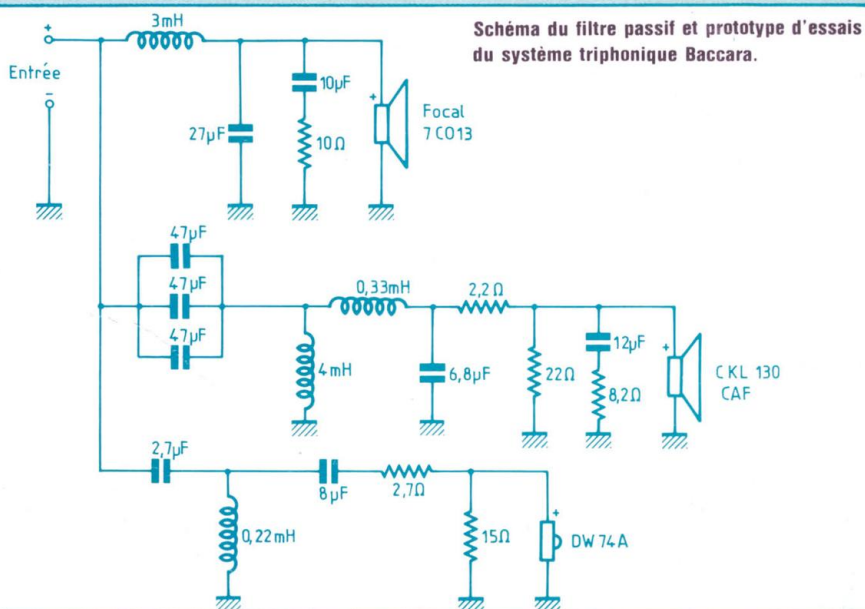 Schéma du filtre passif et prototype d'essais
du système triphonique Baccara.
3mH
+
Entrée
-
27µF
10µF
10Ω
+
Focal
7 CO13
47µF
47µF
47µF
4mH
0,33mH
6,8µF
2,2Ω
22Ω
12µF
8,2Ω
+
CKL 130
CAF
2,7µF
0,22mH
8µF
2,7Ω
15Ω
+
DW 74A